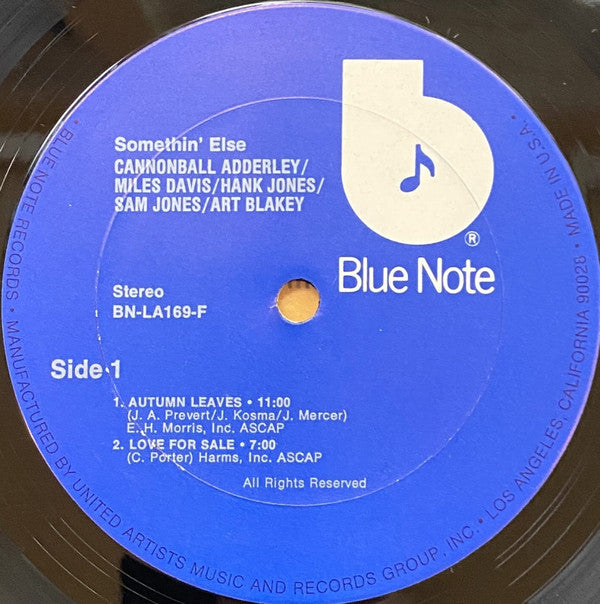 Somethin' Else
CANNONBALL ADDERLEY/
MILES DAVIS/HANK JONES/
SAM JONES/ART BLAKEY
®
Blue Note
Stereo
BN-LA169-F
Side 1
1. AUTUMN LEAVES • 11:00
(J. A. Prevert/J. Kosma/J. Mercer)
E. H. Morris, Inc. ASCAP
2. LOVE FOR SALE • 7:00
(C. Porter) Harms, Inc. ASCAP
All Rights Reserved
• BLUE NOTE RECORDS • MANUFACTURED BY UNITED ARTISTS MUSIC AND RECORDS GROUP, INC. • LOS ANGELES, CALIFORNIA 90028 • MADE IN U.S.A. •